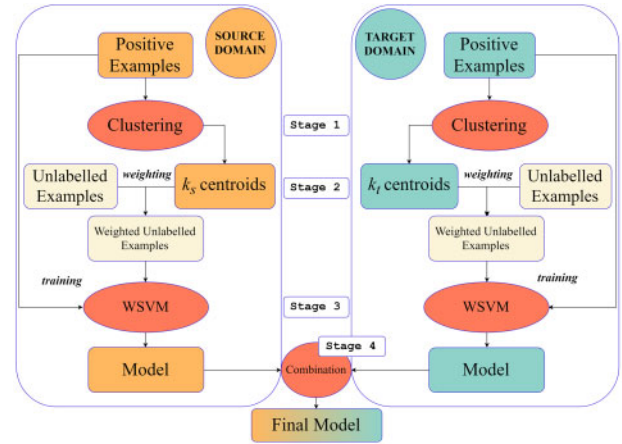 Positive
Examples
SOURCE
DOMAIN
TARGET
DOMAIN
Positive
Examples
Clustering
Stage 1
Clustering
Unlabelled
Examples
weighting
kₛ centroids
Stage 2
kₜ centroids
weighting
Unlabelled
Examples
Weighted Unlabelled
Examples
Weighted Unlabelled
Examples
training
training
WSVM
Stage 3
WSVM
Stage 4
Model
Combination
Model
Final Model